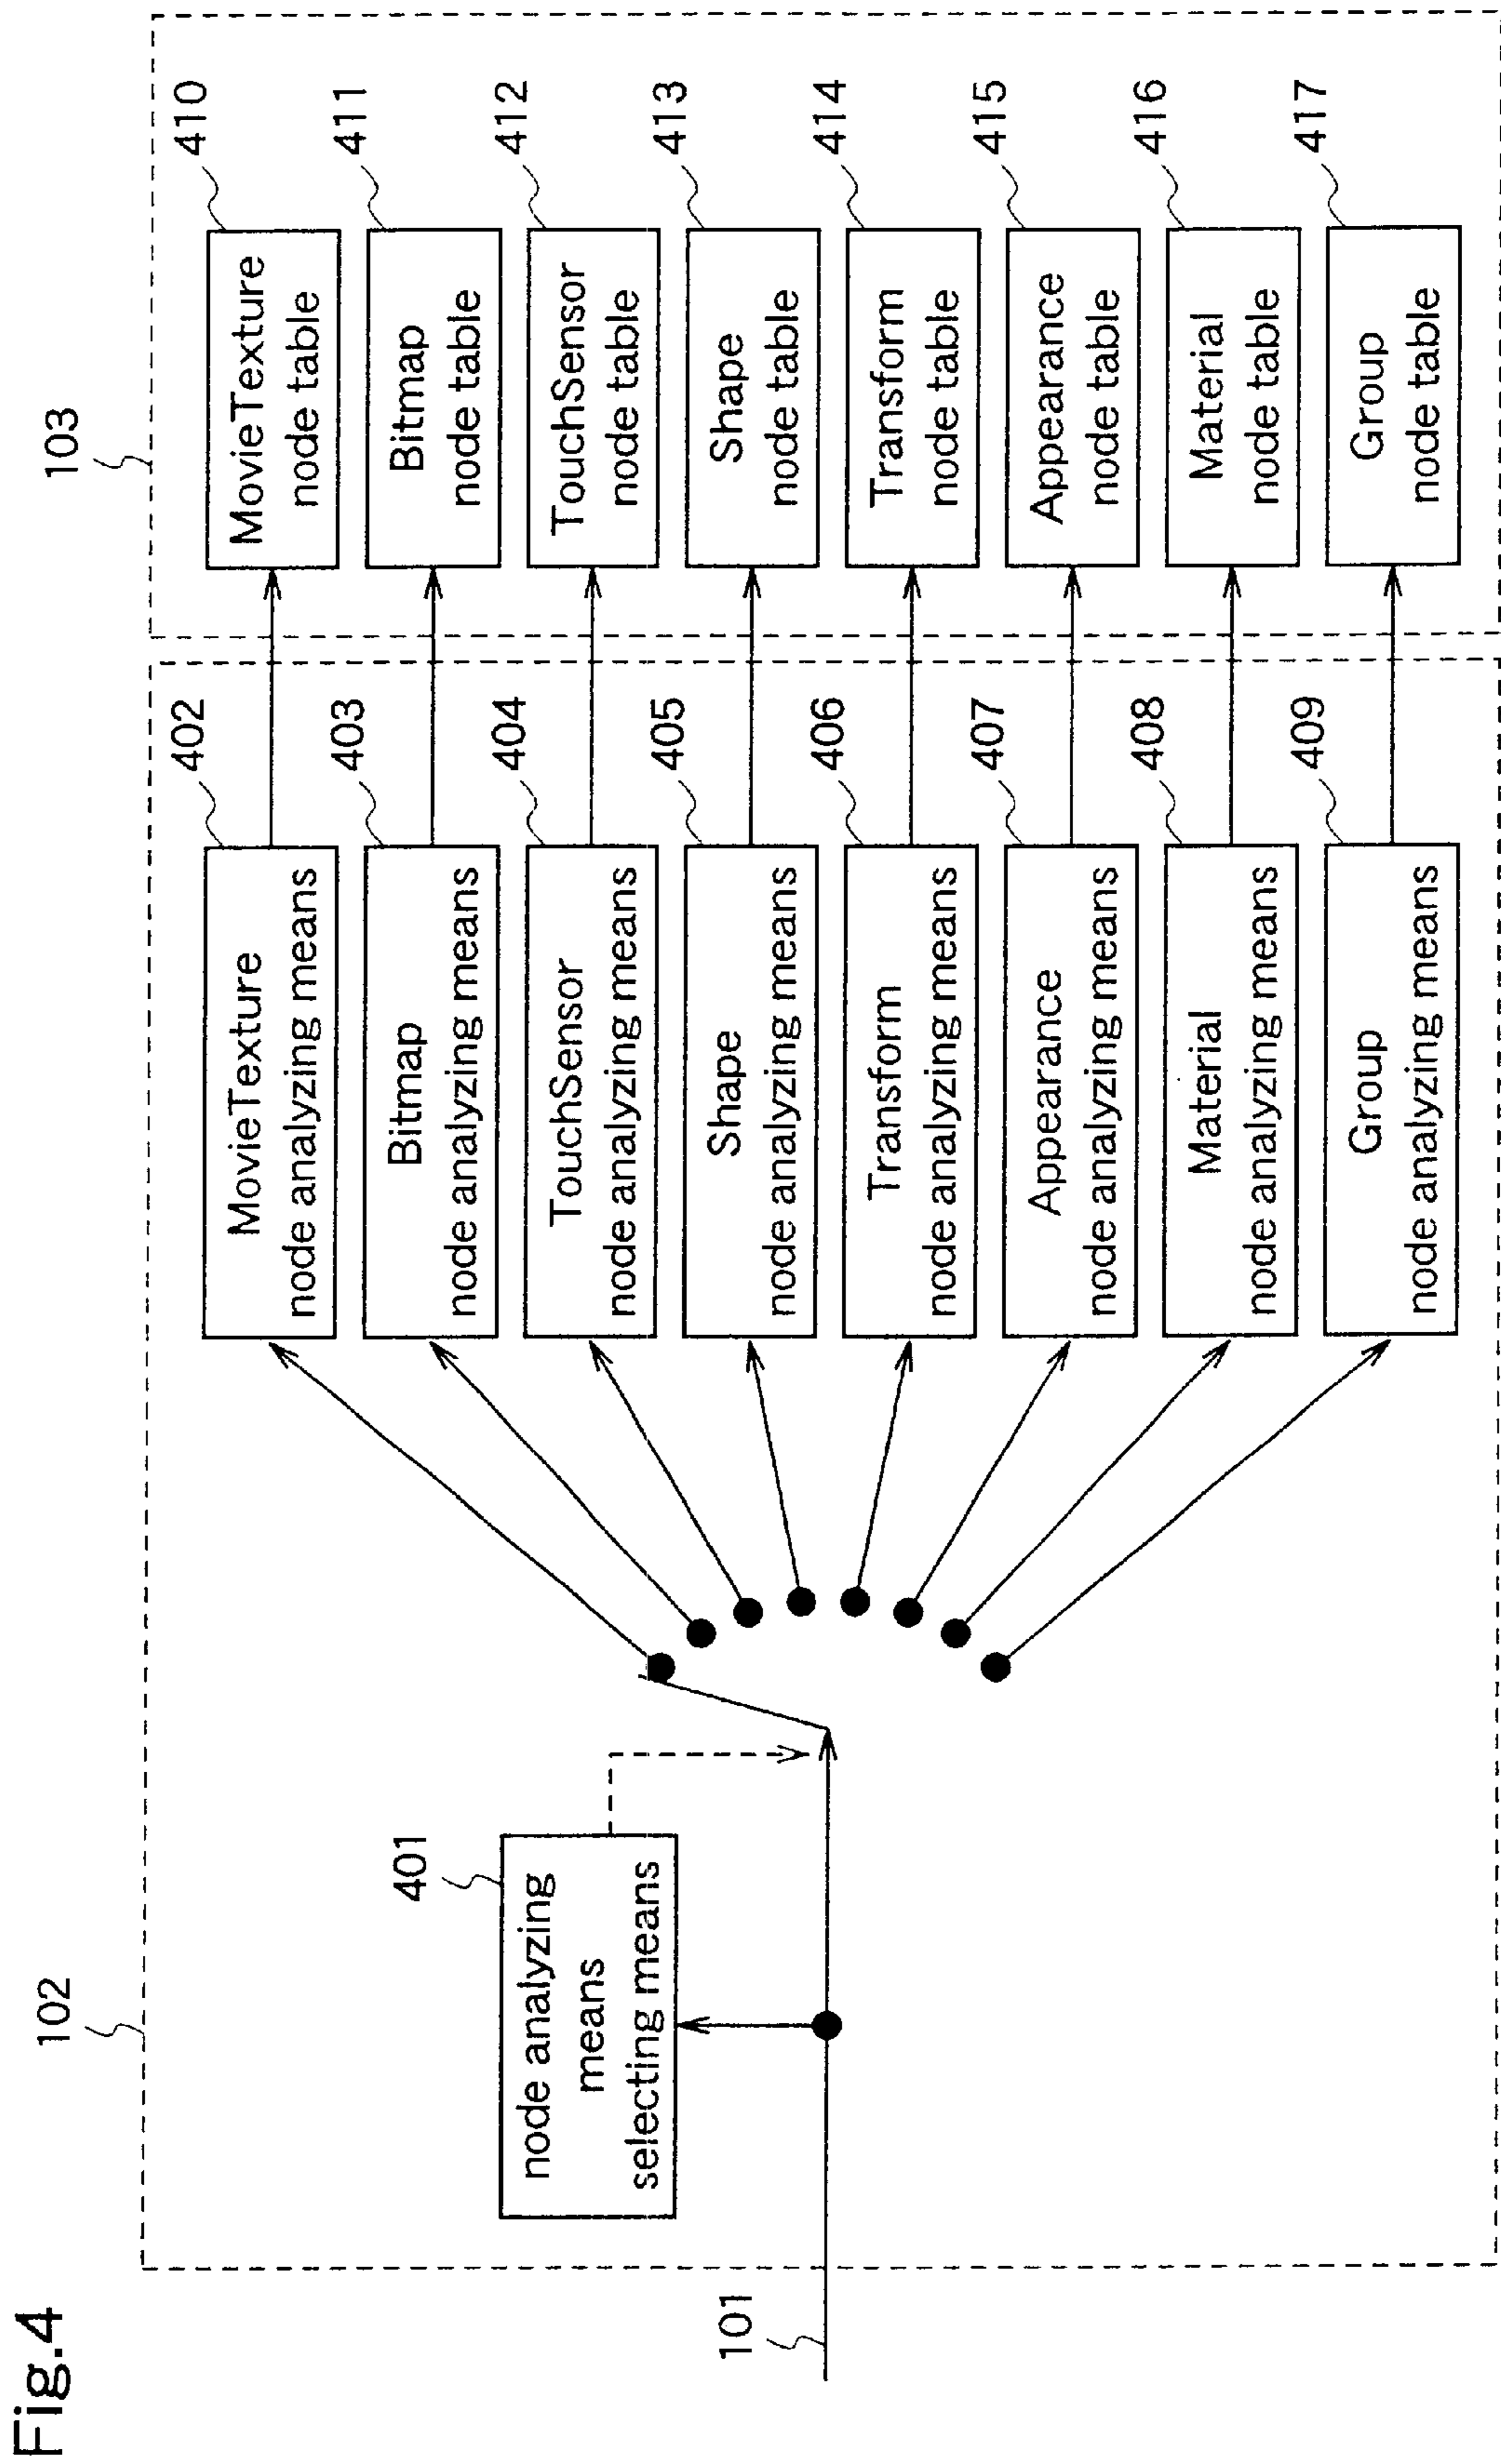 Fig.4
102
103
101
401
node analyzing
means
selecting means
402
MovieTexture
node analyzing means
410
MovieTexture
node table
403
Bitmap
node analyzing means
411
Bitmap
node table
404
TouchSensor
node analyzing means
412
TouchSensor
node table
405
Shape
node analyzing means
413
Shape
node table
406
Transform
node analyzing means
414
Transform
node table
407
Appearance
node analyzing means
415
Appearance
node table
408
Material
node analyzing means
416
Material
node table
409
Group
node analyzing means
417
Group
node table